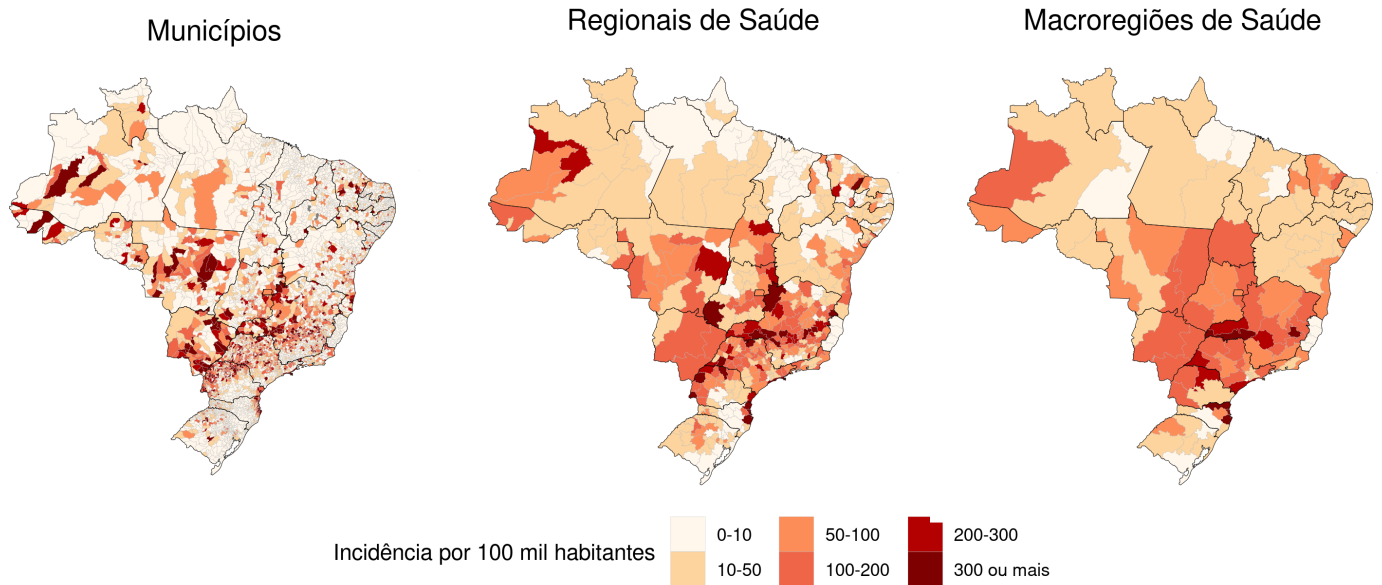 Municípios
Regionais de Saúde
Macroregiões de Saúde
Incidência por 100 mil habitantes
0-10
50-100
200-300
10-50
100-200
300 ou mais